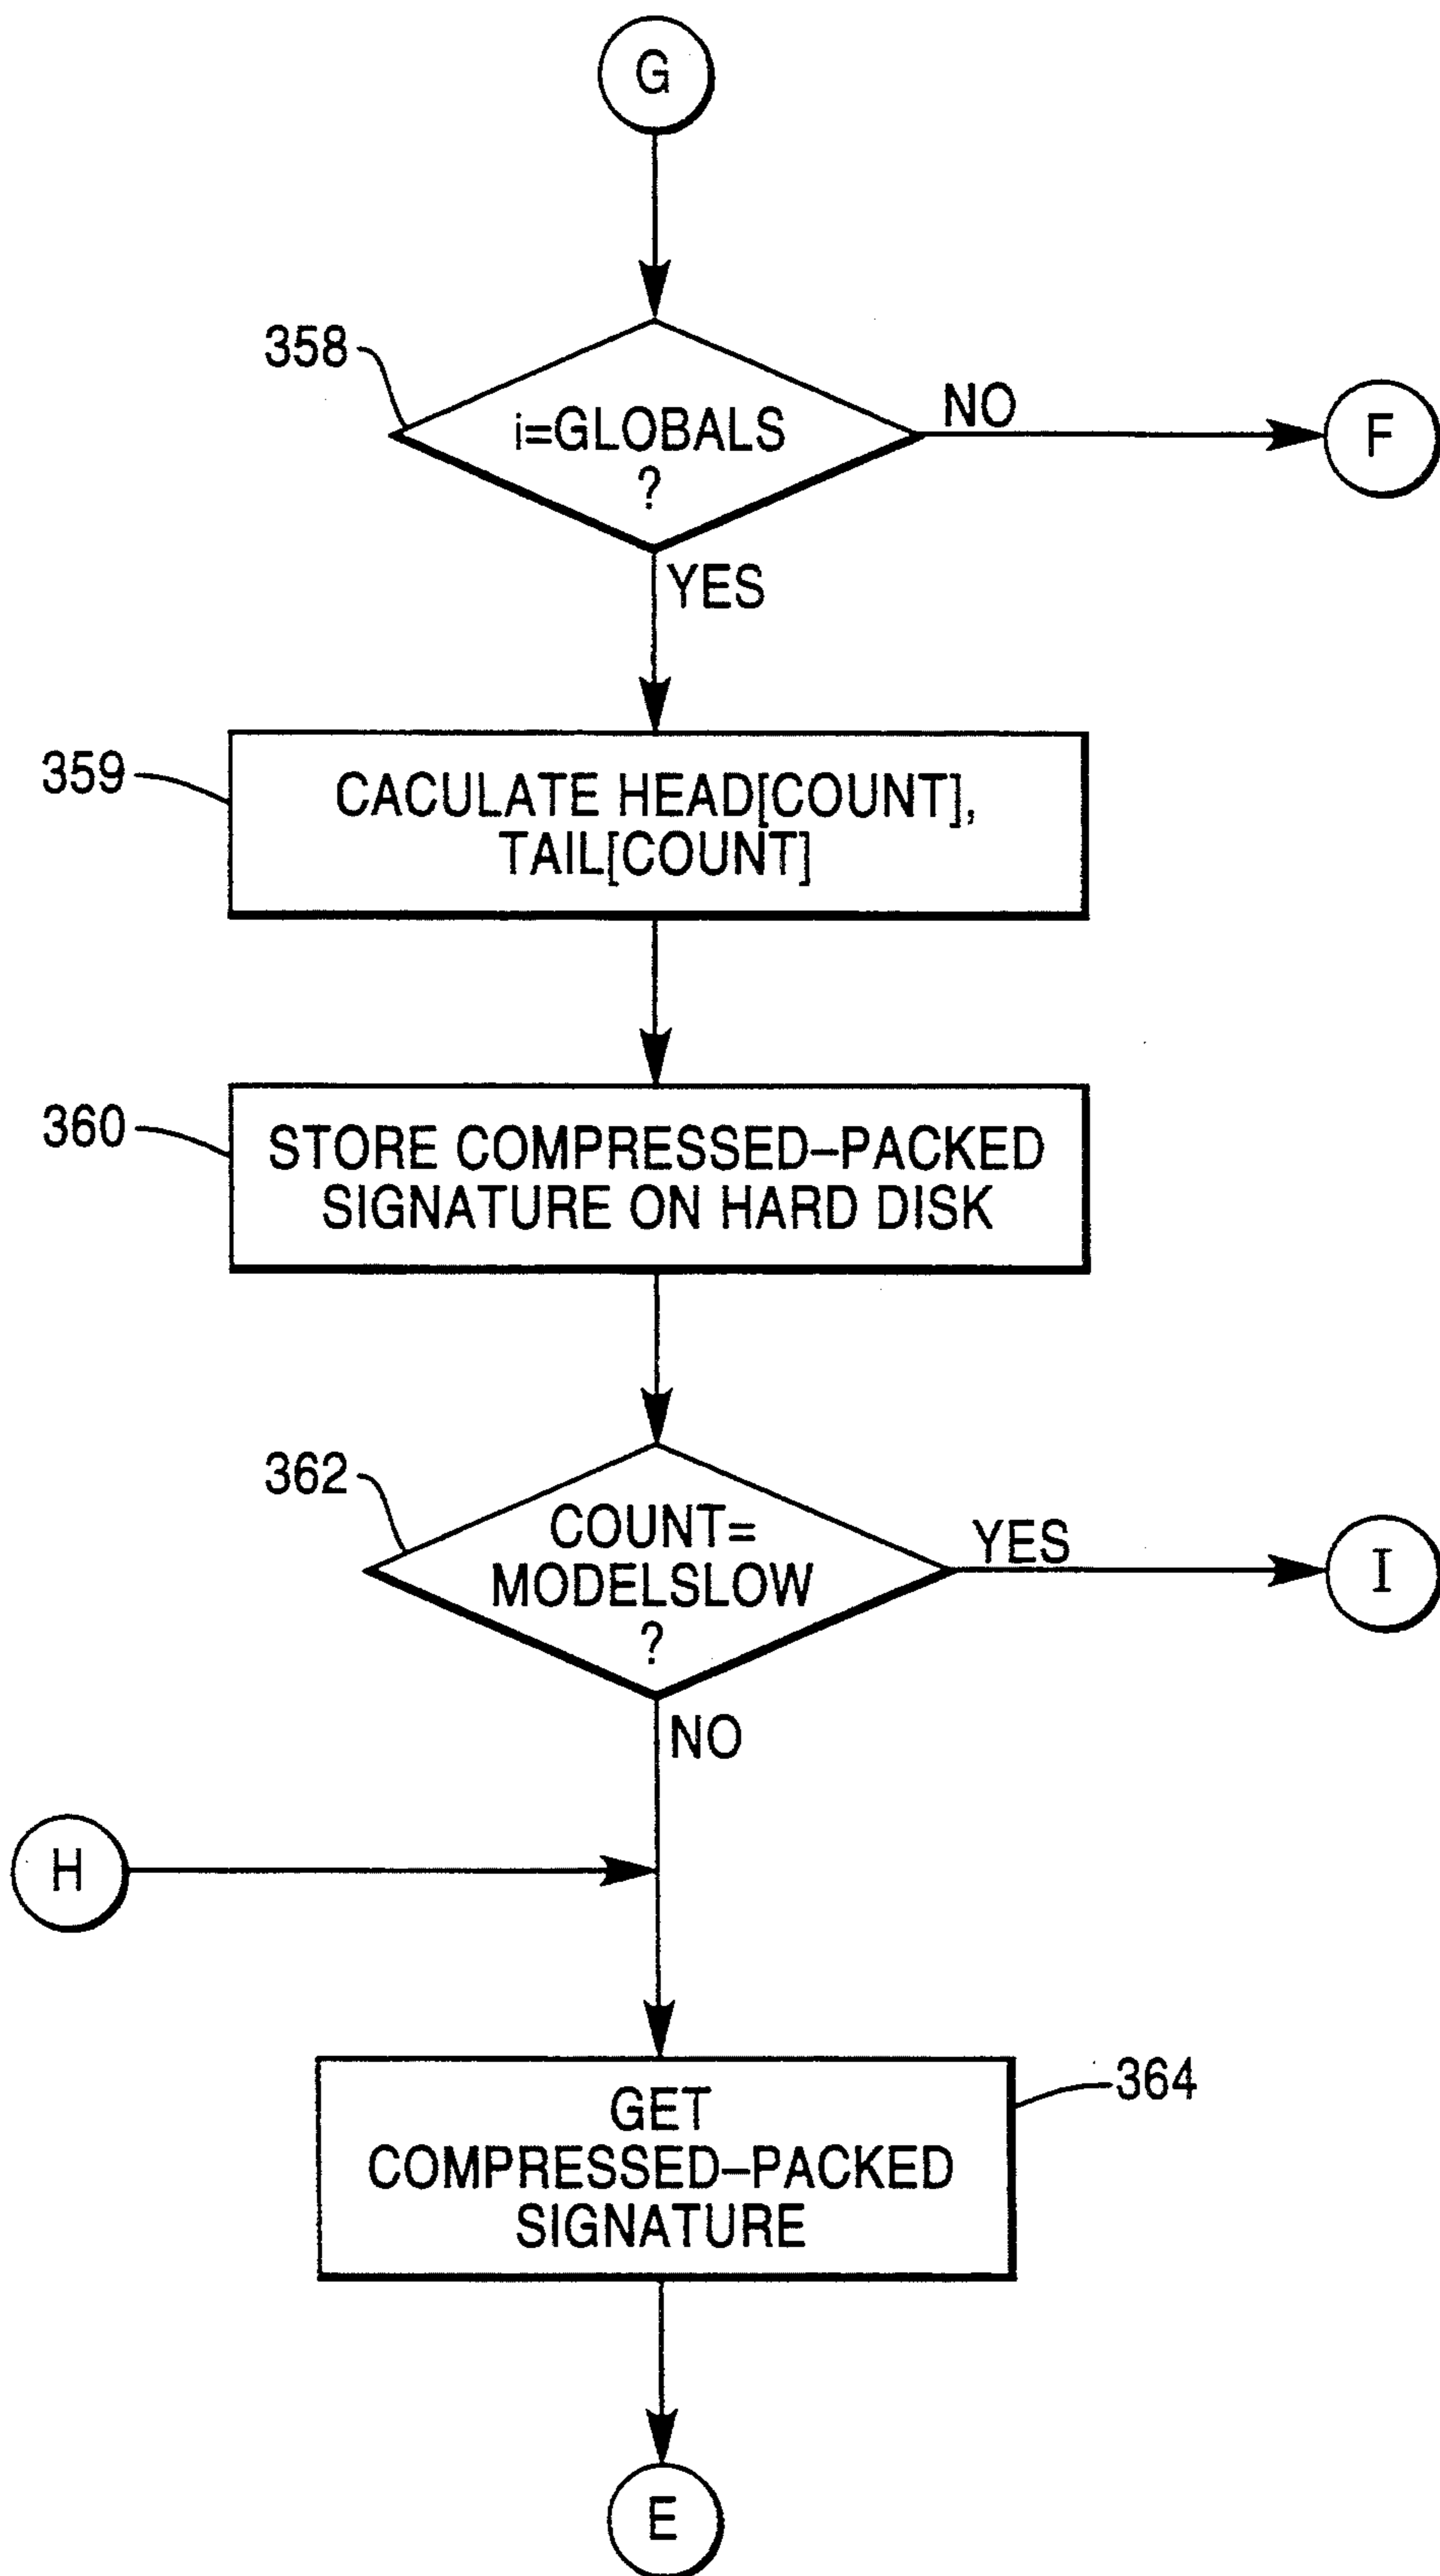 G
358
i=GLOBALS
?
NO
F
YES
359
CACULATE HEAD[COUNT],
TAIL[COUNT]
360
STORE COMPRESSED–PACKED
SIGNATURE ON HARD DISK
362
COUNT=
MODELSLOW
?
YES
I
NO
H
364
GET
COMPRESSED–PACKED
SIGNATURE
E